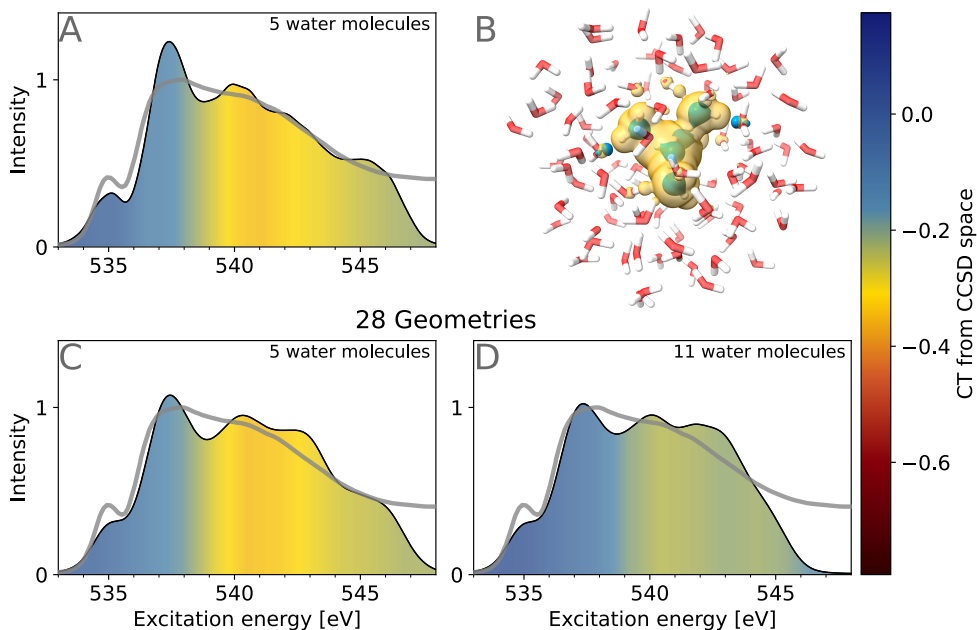 A
5 water molecules
B
Intensity
1
0
535
540
545
28 Geometries
C
5 water molecules
D
11 water molecules
Intensity
1
0
535
540
545
Excitation energy [eV]
1
0
535
540
545
Excitation energy [eV]
0.0
−0.2
−0.4
−0.6
CT from CCSD space